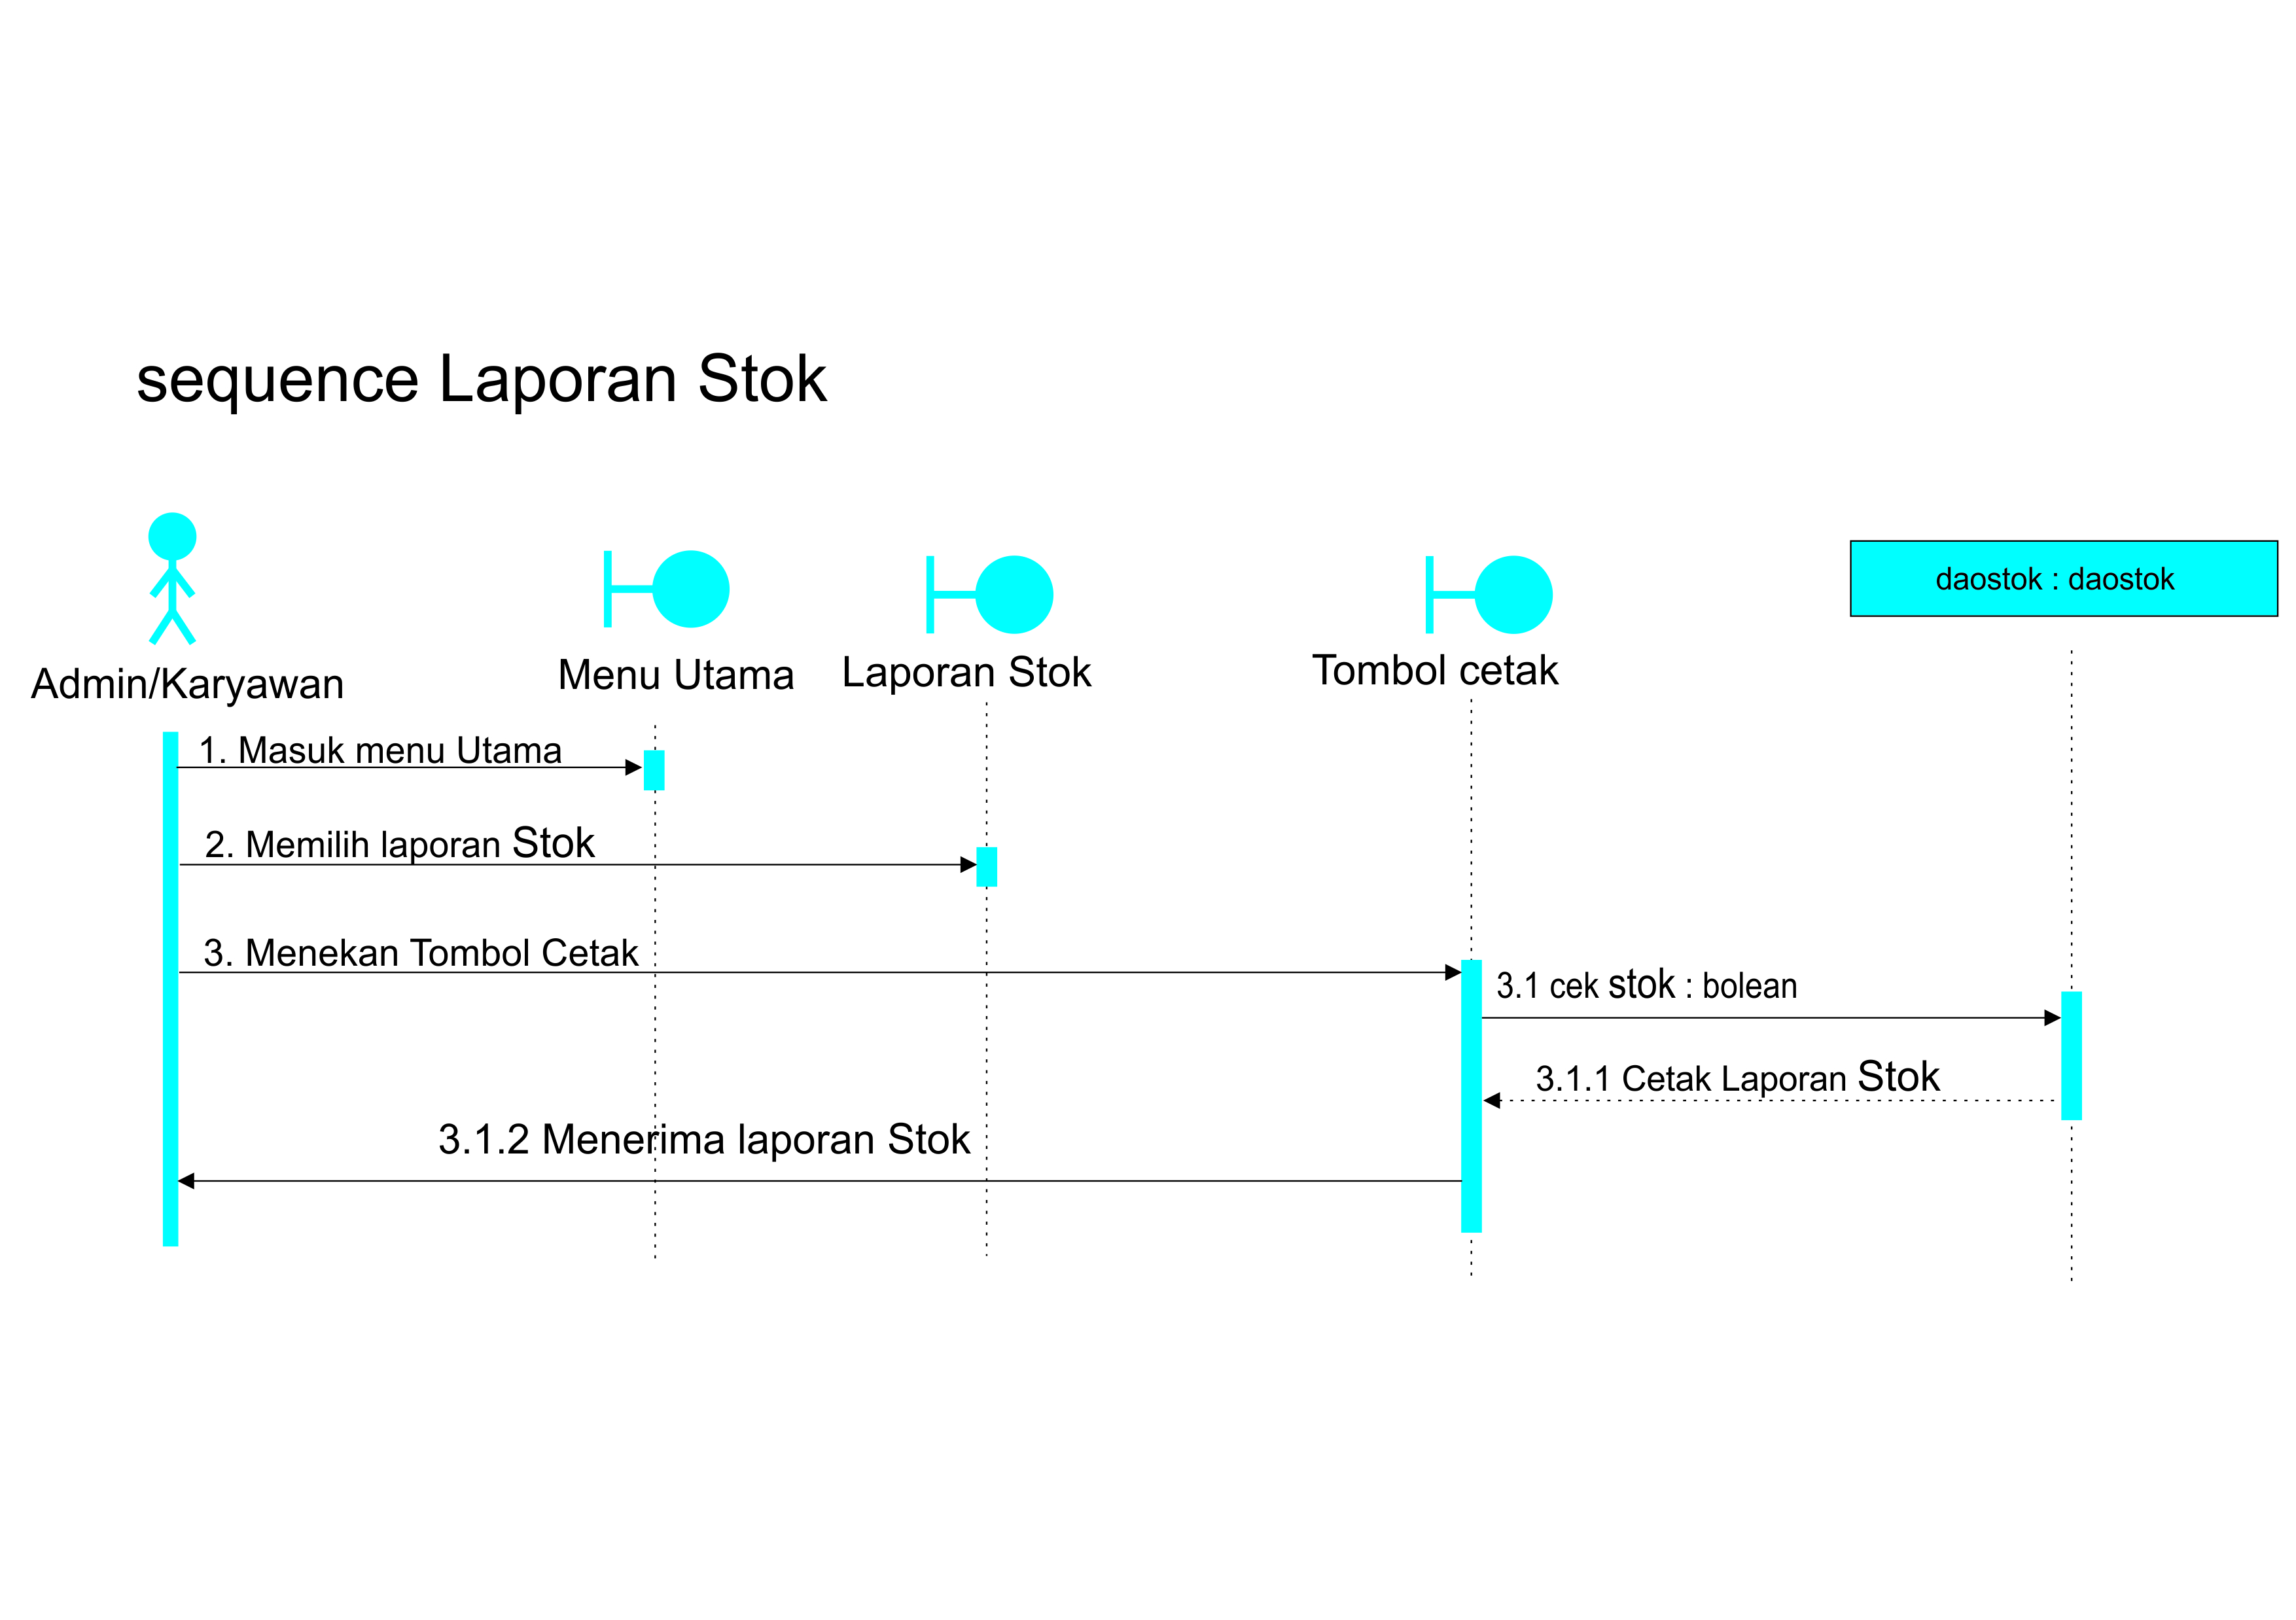 sequence Laporan Stok
Admin/Karyawan
Menu Utama
Laporan Stok
Tombol cetak
daostok : daostok
1. Masuk menu Utama
2. Memilih laporan Stok
3. Menekan Tombol Cetak
3.1 cek stok : bolean
3.1.1 Cetak Laporan Stok
3.1.2 Menerima laporan Stok